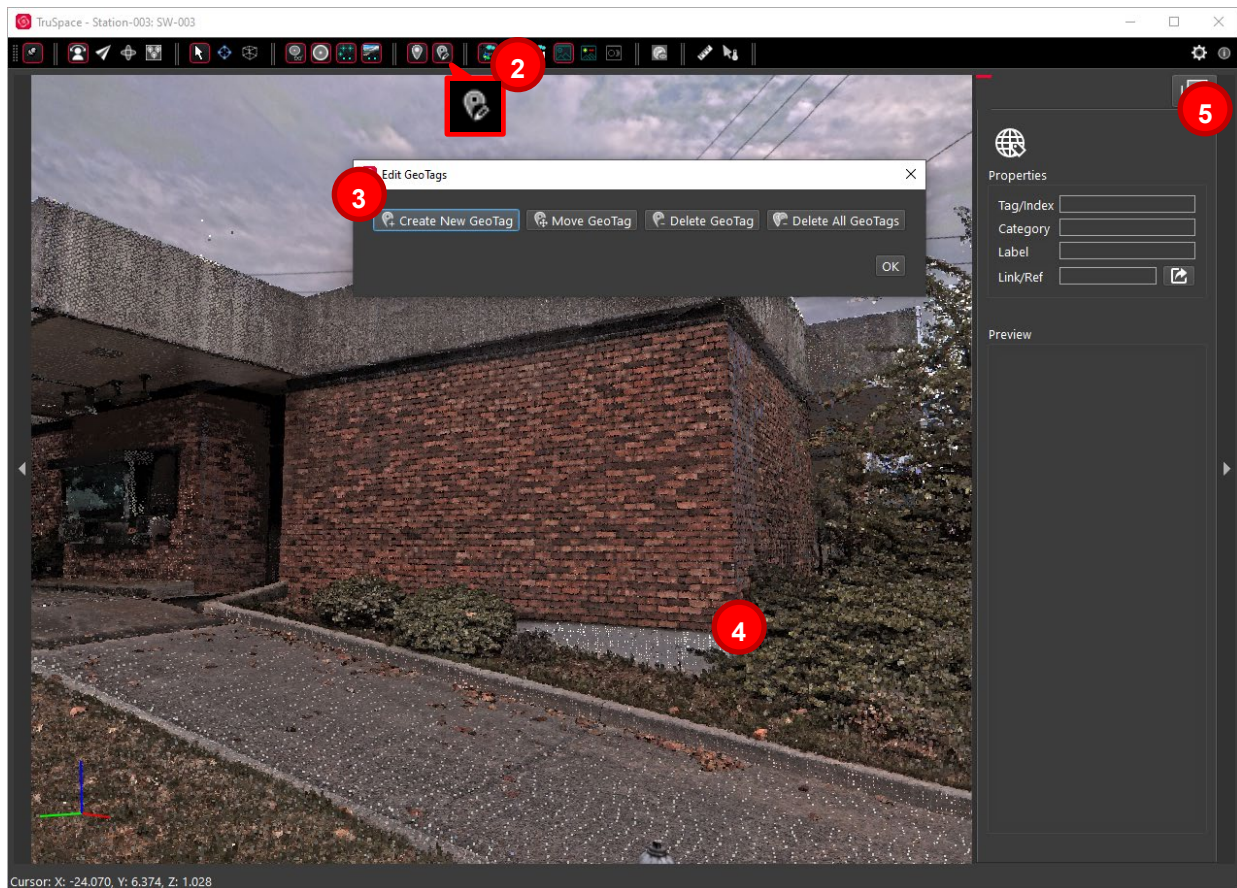 TruSpace - Station-003: SW-003
2
5
3
Edit GeoTags
Create New GeoTag
Move GeoTag
Delete GeoTag
Delete All GeoTags
OK
4
Properties
Tag/Index
Category
Label
Link/Ref
Preview
Cursor: X: -24.070, Y: 6.374, Z: 1.028